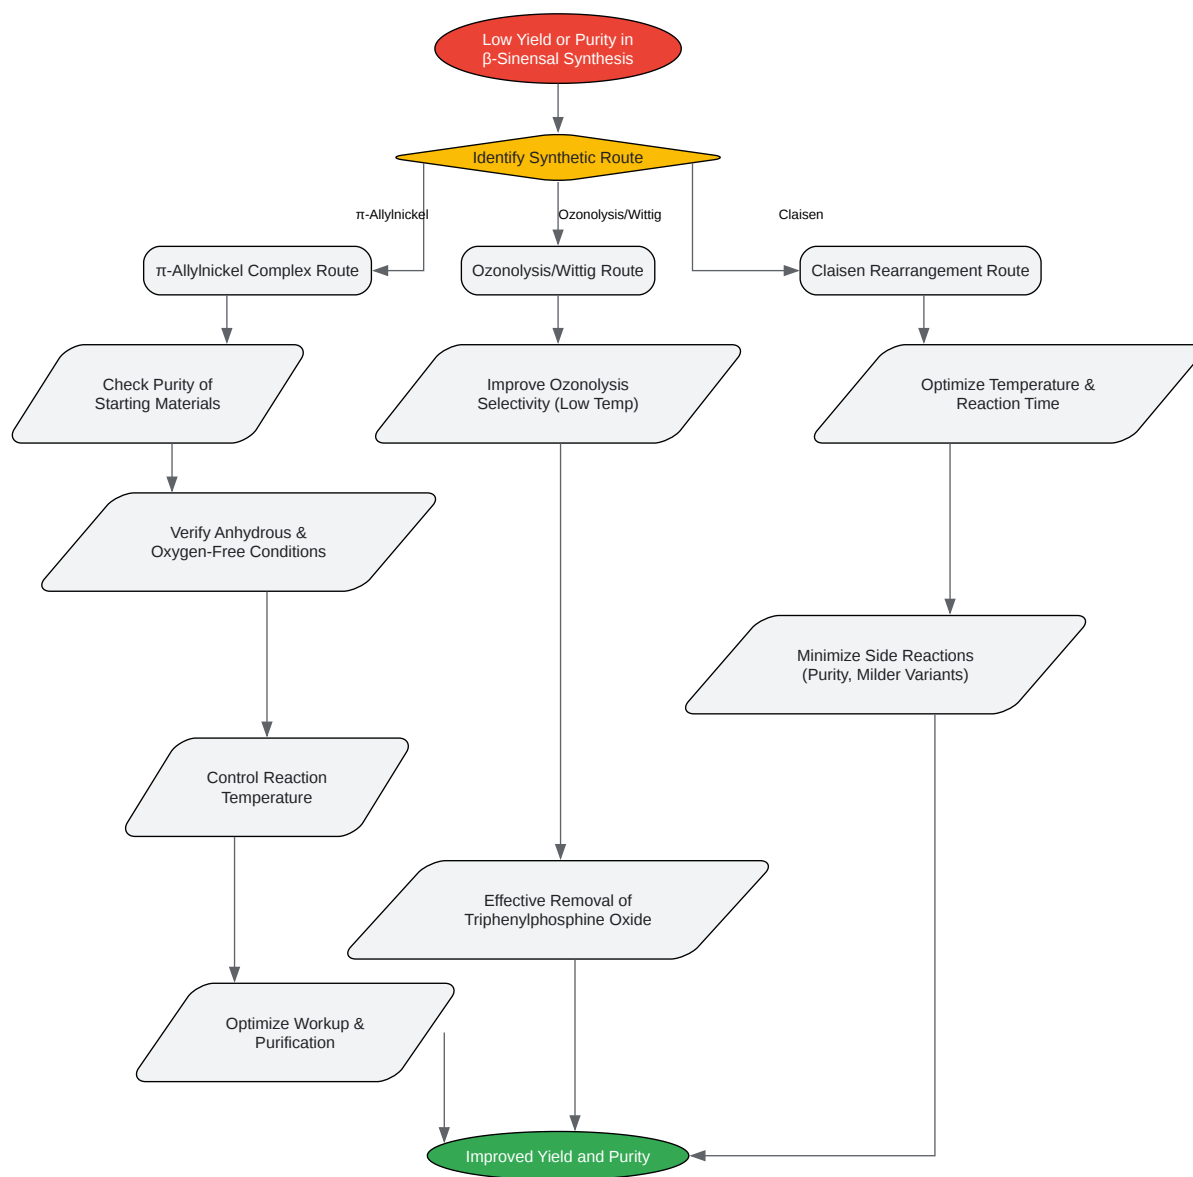 Low Yield or Purity in
β-Sinensal Synthesis
Identify Synthetic Route
π-Allylnickel
Ozonolysis/Wittig
Claisen
π-Allylnickel Complex Route
Ozonolysis/Wittig Route
Claisen Rearrangement Route
Check Purity of
Starting Materials
Improve Ozonolysis
Selectivity (Low Temp)
Optimize Temperature &
Reaction Time
Verify Anhydrous &
Oxygen-Free Conditions
Minimize Side Reactions
(Purity, Milder Variants)
Control Reaction
Temperature
Effective Removal of
Triphenylphosphine Oxide
Optimize Workup &
Purification
Improved Yield and Purity